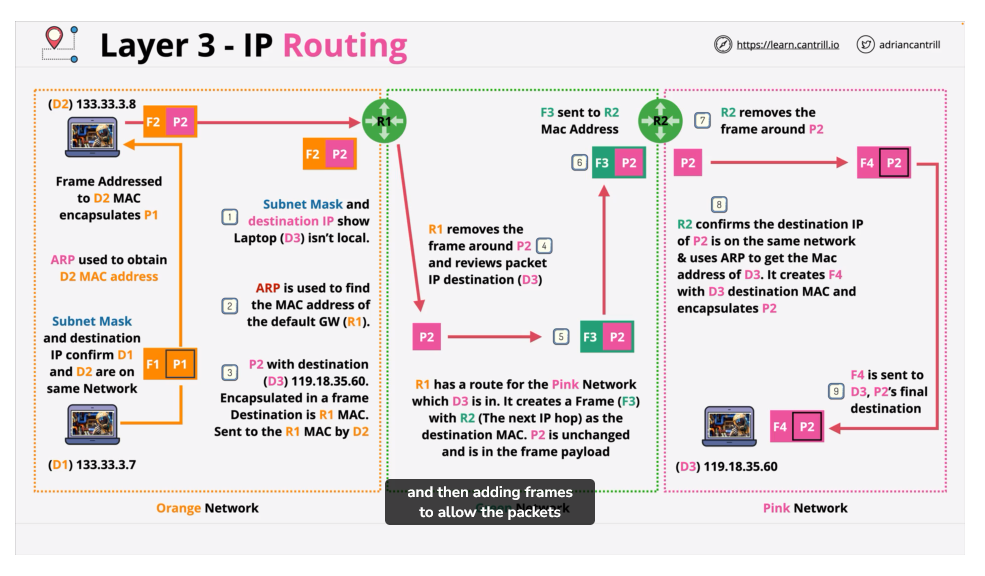 Layer 3 - IP Routing
https://learn.cantrill.io
adriancantrill
(D2) 133.33.3.8
F2 P2
R1
F2 P2
Frame Addressed
to D2 MAC
encapsulates P1
1
Subnet Mask and
destination IP show
Laptop (D3) isn't local.
ARP used to obtain
D2 MAC address
2
ARP is used to find
the MAC address of
the default GW (R1).
Subnet Mask
and destination
IP confirm D1
and D2 are on
same Network
F1 P1
3
P2 with destination
(D3) 119.18.35.60.
Encapsulated in a frame
Destination is R1 MAC.
Sent to the R1 MAC by D2
(D1) 133.33.3.7
Orange Network
F3 sent to R2
Mac Address
R2
6
F3 P2
R1 removes the
frame around P2 4
and reviews packet
IP destination (D3)
P2
5
F3 P2
R1 has a route for the Pink Network
which D3 is in. It creates a Frame (F3)
with R2 (The next IP hop) as the
destination MAC. P2 is unchanged
and is in the frame payload
and then adding frames
to allow the packets
7
R2 removes the
frame around P2
P2
F4 P2
8
R2 confirms the destination IP
of P2 is on the same network
& uses ARP to get the Mac
address of D3. It creates F4
with D3 destination MAC and
encapsulates P2
9
F4 is sent to
D3, P2's final
destination
F4 P2
(D3) 119.18.35.60
Pink Network